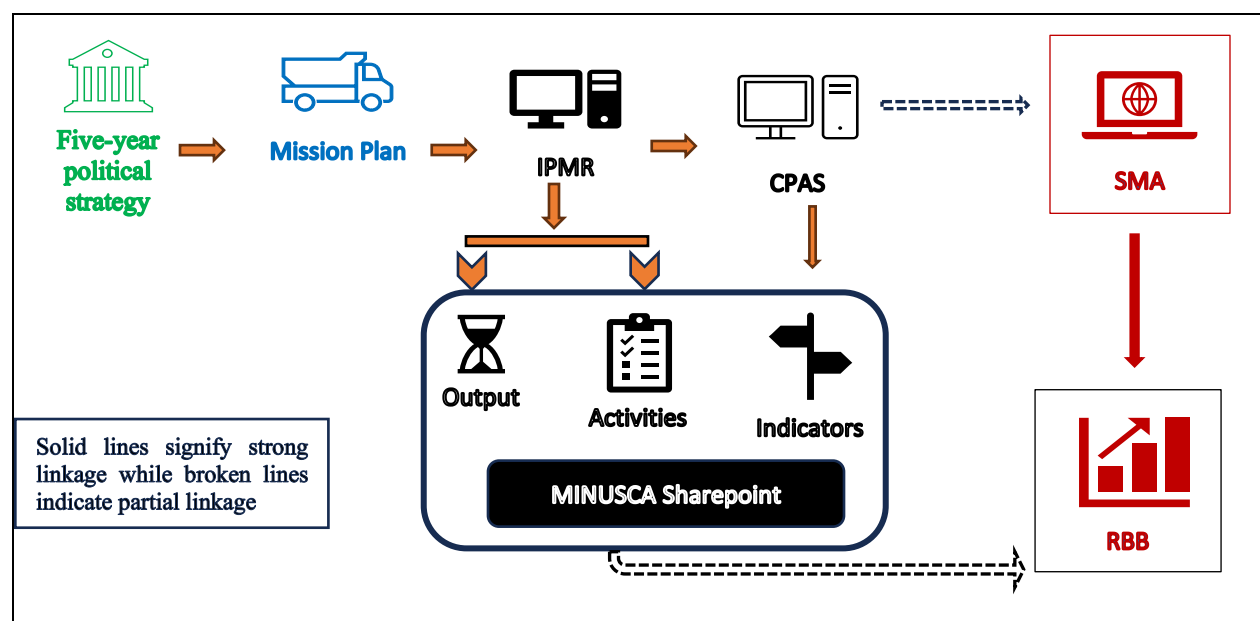 Five-year
political
strategy
Mission Plan
IPMR
CPAS
SMA
Output
Activities
Indicators
MINUSCA Sharepoint
Solid lines signify strong
linkage while broken lines
indicate partial linkage
RBB